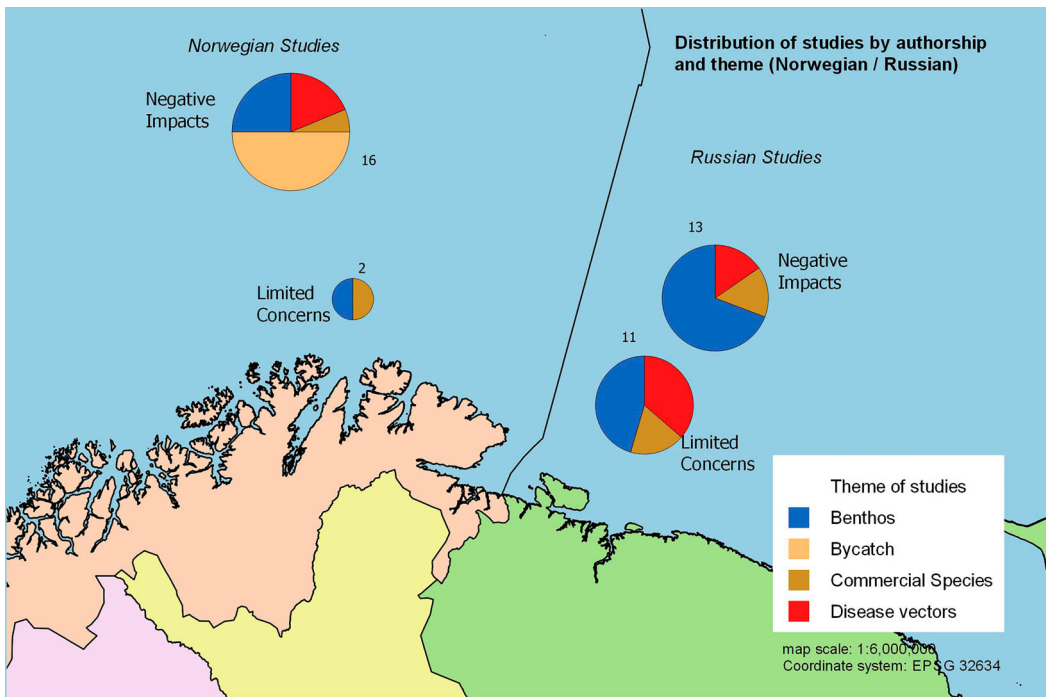 Norwegian Studies
Distribution of studies by authorship
and theme (Norwegian / Russian)
Negative
Impacts
16
Russian Studies
13
Negative
Impacts
2
Limited
Concerns
11
Limited
Concerns
Theme of studies
Benthos
Bycatch
Commercial Species
Disease vectors
map scale: 1:6,000,000
Coordinate system: EPSG 32634